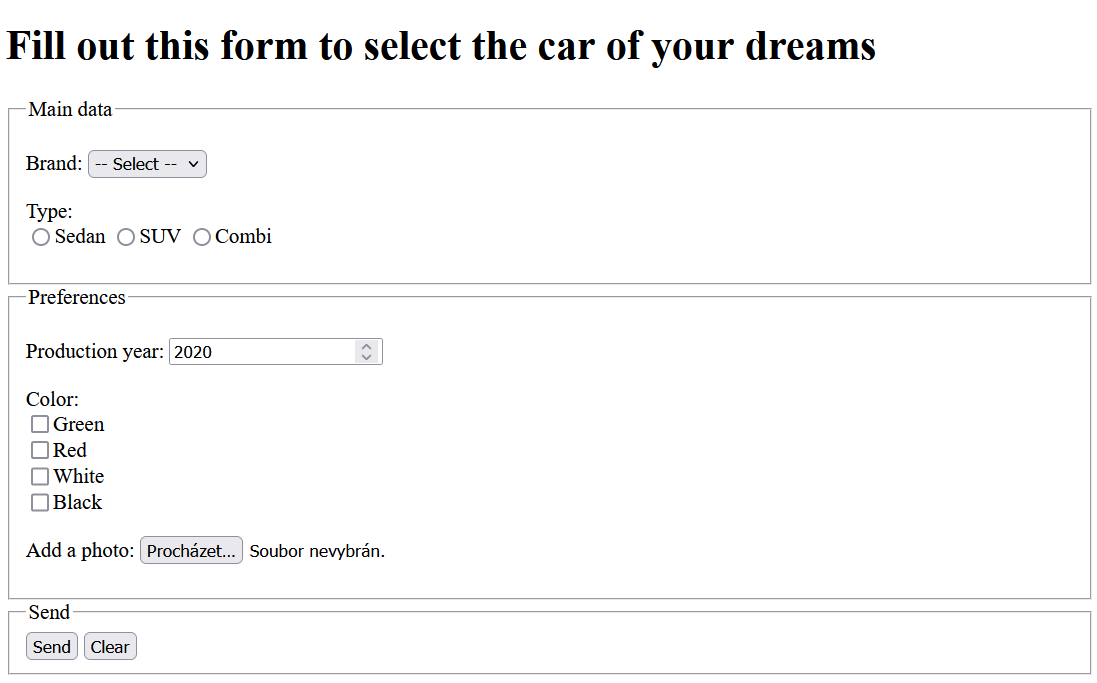 Fill out this form to select the car of your dreams
Main data
Brand: -- Select --
Type:
Sedan SUV Combi
Preferences
Production year: 2020
Color:
Green
Red
White
Black
Add a photo: Procházet... Soubor nevybrán.
Send
Send Clear